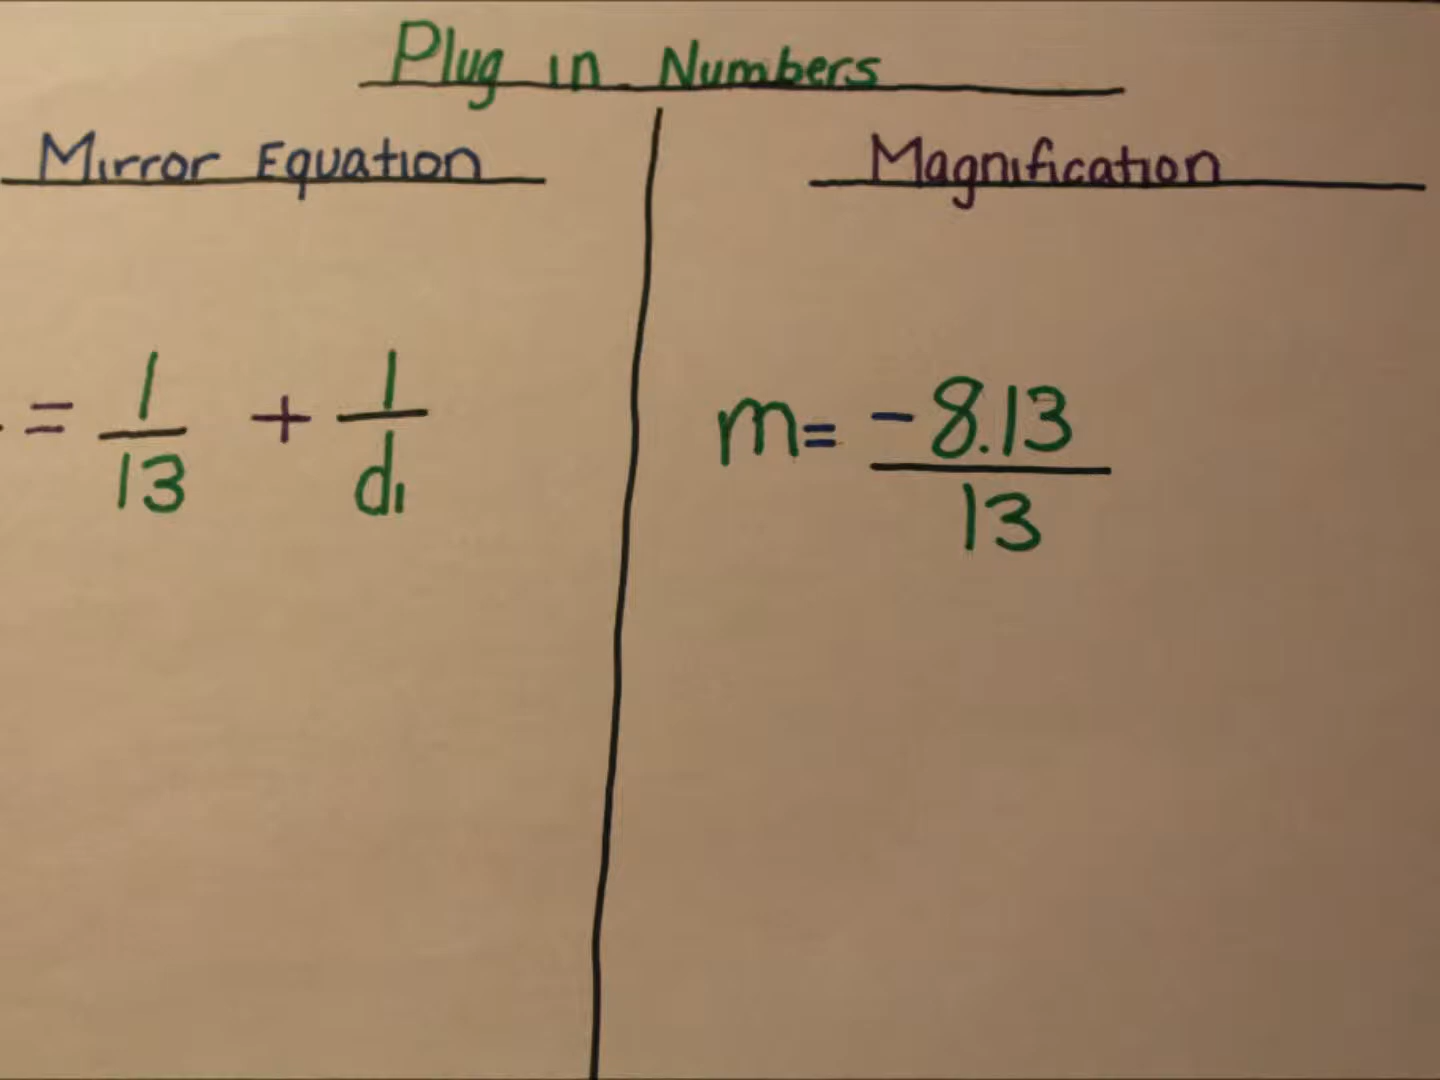 Plug in Numbers
Mirror Equation
= 1/13 + 1/di
Magnification
m = -8.13/13